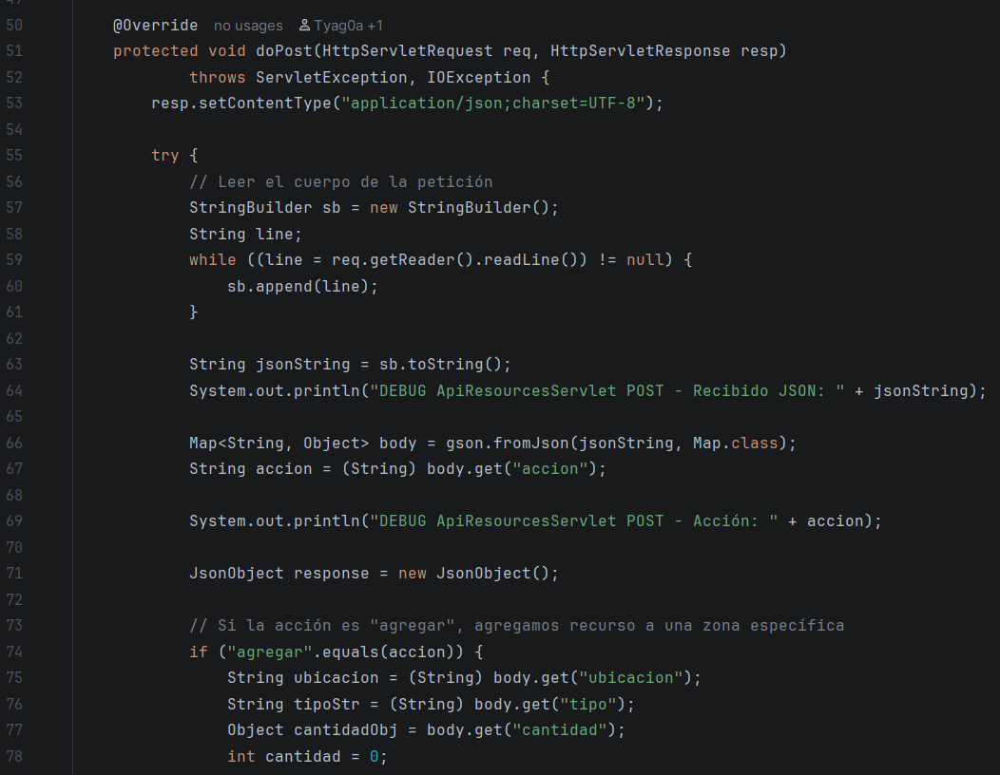 50 @Override no usages Tyag0a +1
51 protected void doPost(HttpServletRequest req, HttpServletResponse resp)
52 throws ServletException, IOException {
53 resp.setContentType("application/json;charset=UTF-8");
54
55 try {
56 // Leer el cuerpo de la petición
57 StringBuilder sb = new StringBuilder();
58 String line;
59 while ((line = req.getReader().readLine()) != null) {
60 sb.append(line);
61 }
62
63 String jsonString = sb.toString();
64 System.out.println("DEBUG ApiResourcesServlet POST - Recibido JSON: " + jsonString);
65
66 Map<String, Object> body = gson.fromJson(jsonString, Map.class);
67 String accion = (String) body.get("accion");
68
69 System.out.println("DEBUG ApiResourcesServlet POST - Acción: " + accion);
70
71 JsonObject response = new JsonObject();
72
73 // Si la acción es "agregar", agregamos recurso a una zona específica
74 if ("agregar".equals(accion)) {
75 String ubicacion = (String) body.get("ubicacion");
76 String tipoStr = (String) body.get("tipo");
77 Object cantidadObj = body.get("cantidad");
78 int cantidad = 0;